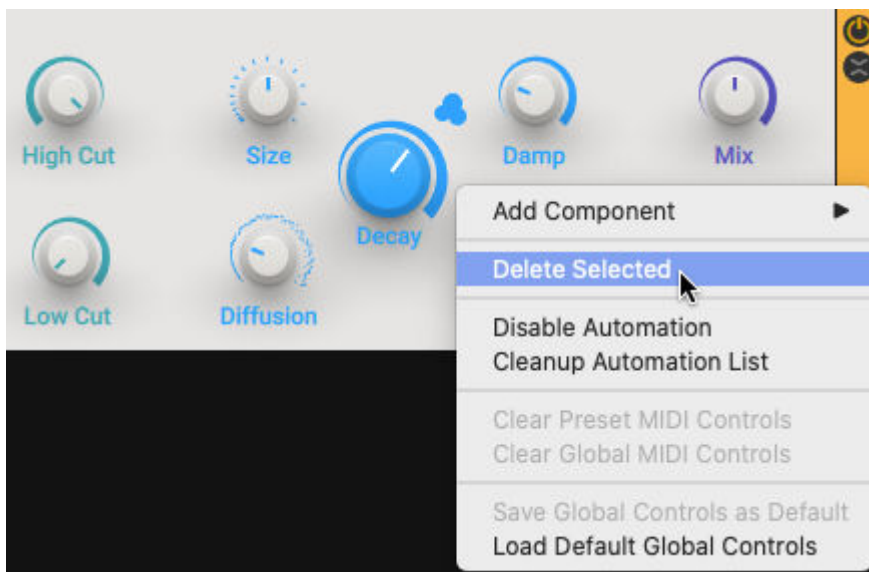 High Cut
Size
Damp
Mix
Decay
Low Cut
Diffusion
Add Component
Delete Selected
Disable Automation
Cleanup Automation List
Clear Preset MIDI Controls
Clear Global MIDI Controls
Save Global Controls as Default
Load Default Global Controls